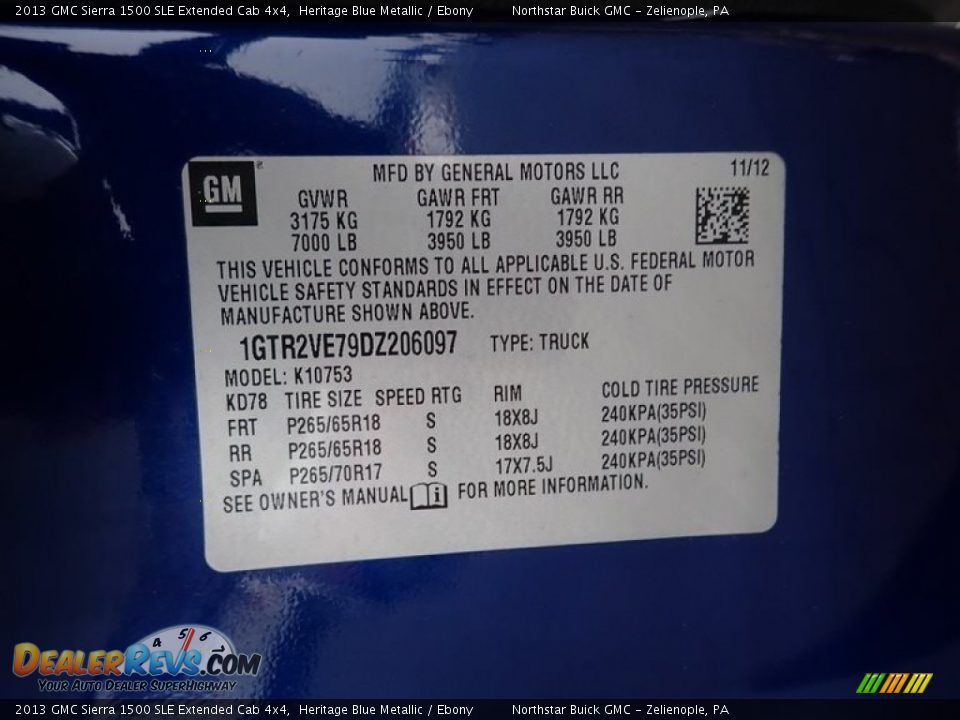 2013 GMC Sierra 1500 SLE Extended Cab 4x4, Heritage Blue Metallic / Ebony Northstar Buick GMC - Zelienople, PA
GM MFD BY GENERAL MOTORS LLC 11/12
GVWR GAWR FRT GAWR RR
3175 KG 1792 KG 1792 KG
7000 LB 3950 LB 3950 LB
THIS VEHICLE CONFORMS TO ALL APPLICABLE U.S. FEDERAL MOTOR
VEHICLE SAFETY STANDARDS IN EFFECT ON THE DATE OF
MANUFACTURE SHOWN ABOVE.
1GTR2VE79DZ206097 TYPE: TRUCK
MODEL: K10753
KD78 TIRE SIZE SPEED RTG RIM COLD TIRE PRESSURE
FRT P265/65R18 S 18X8J 240KPA(35PSI)
RR P265/65R18 S 18X8J 240KPA(35PSI)
SPA P265/70R17 S 17X7.5J 240KPA(35PSI)
SEE OWNER'S MANUAL i FOR MORE INFORMATION.
4 5 6
DEALERREVS.COM
YOUR AUTO DEALER SUPERHIGHWAY
2013 GMC Sierra 1500 SLE Extended Cab 4x4, Heritage Blue Metallic / Ebony Northstar Buick GMC - Zelienople, PA